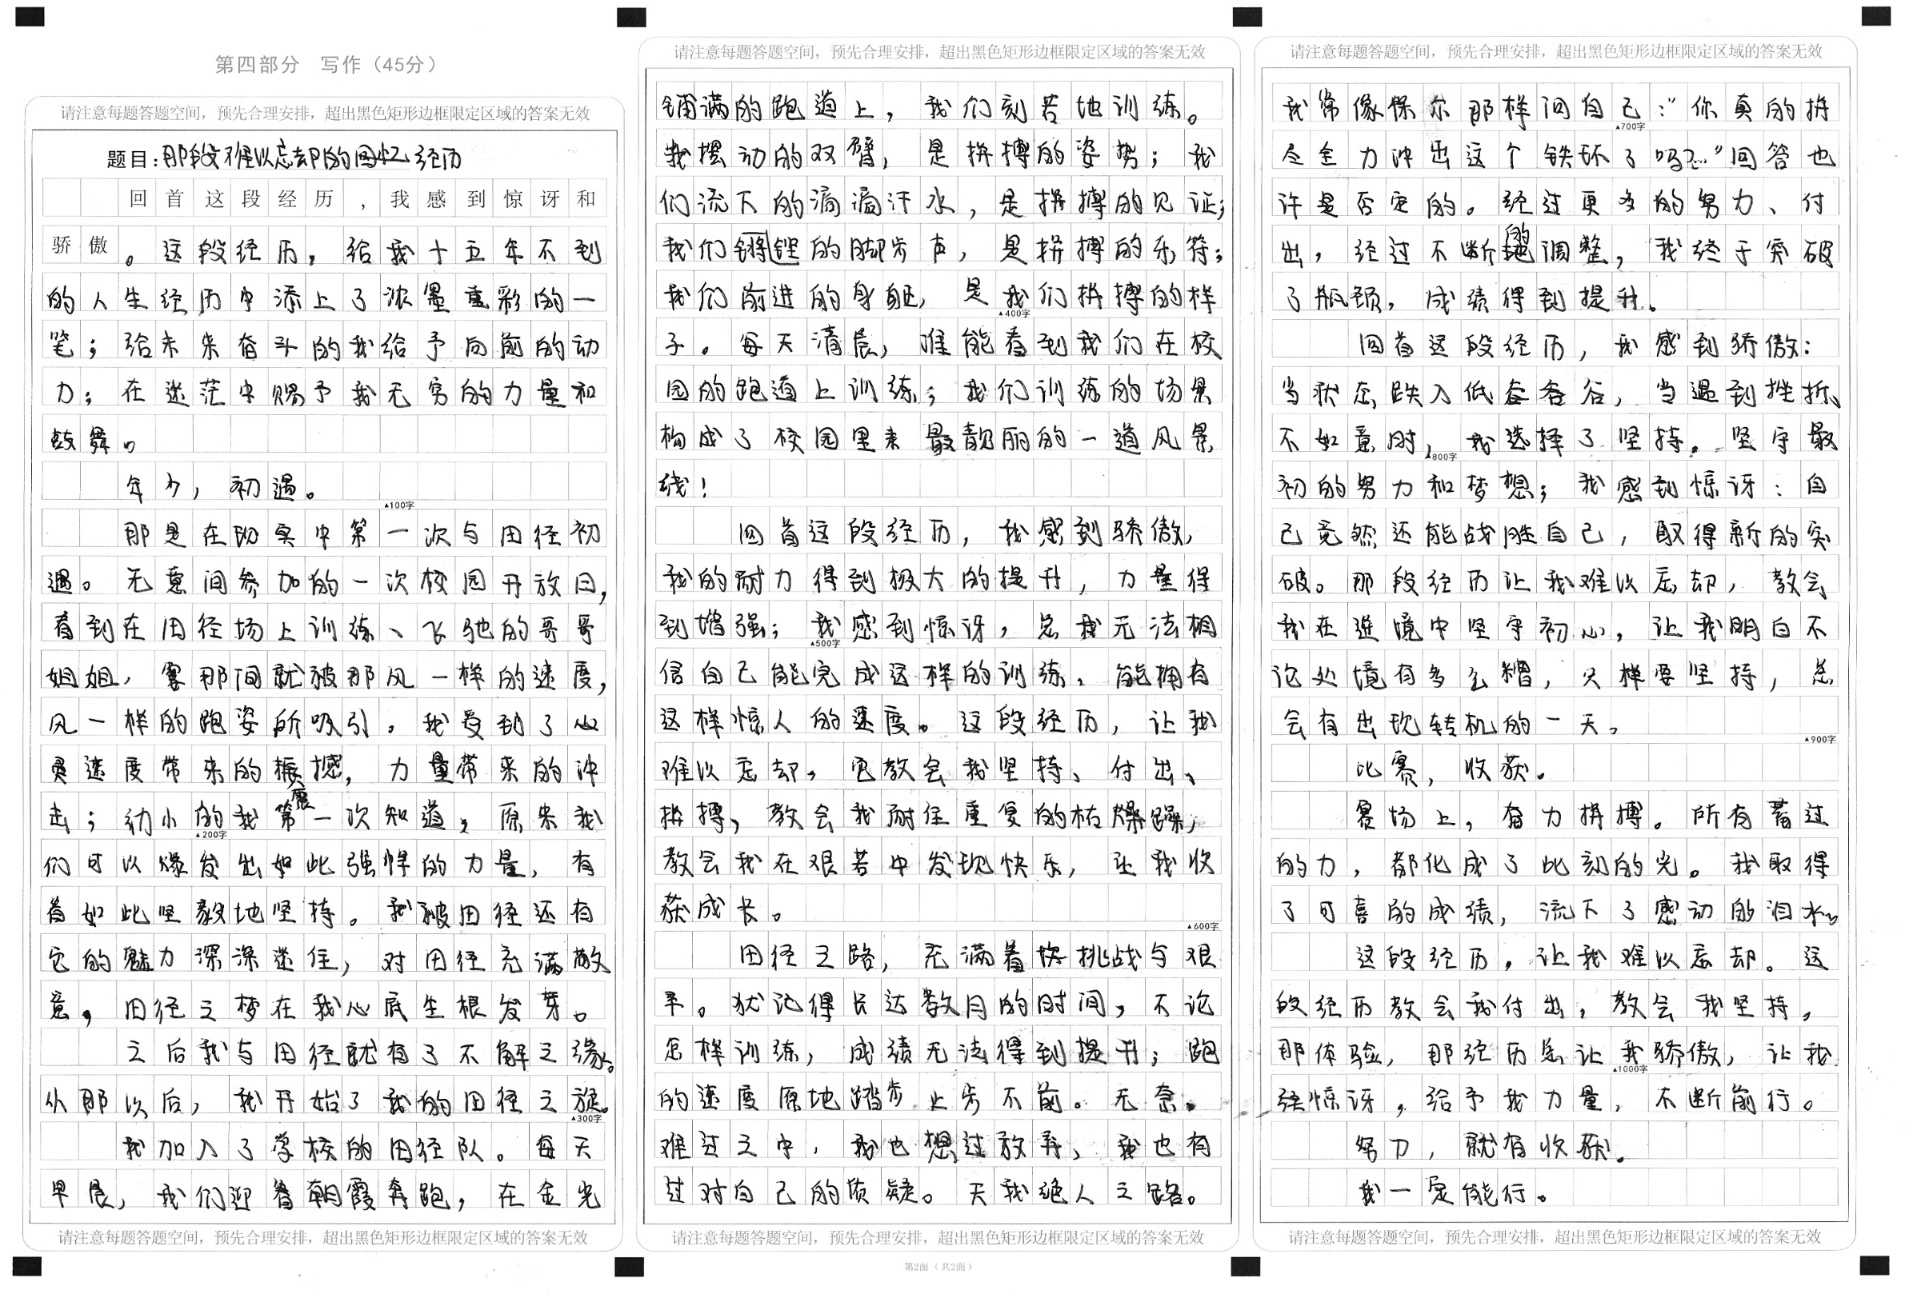 第四部分 写作（45分）
请注意每题答题空间，预先合理安排，超出黑色矩形边框限定区域的答案无效
题目：那段难以忘却的回忆经历
回首这段经历，我感到惊讶和
骄傲。这段经历，给我十五年不到
的人生经历中添上了浓墨重彩的一
笔；给未来奋斗的我给予向前的动
力；在迷茫中赐予我无穷的力量和
鼓舞。
年少，初遇。
▲100字
那是在现实中第一次与田径初
遇。无意间参加的一次校园开放日，
看到在田径场上训练、飞驰的哥哥
姐姐，霎那间就被那风一样的速度，
风一样的跑姿所吸引。我受到了心
灵速度带来的振撼，力量带来的冲
震
击；幼小的我第一次知道，原来我
▲200字
们可以爆发出如此强悍的力量，有
着如此坚毅地坚持。我被田径还有
它的魅力深深迷住，对田径充满敬
意，田径之梦在我心底生根发芽。
之后我与田径就有了不解之缘。
从那以后，我开始了我的田径之旅。
▲300字
我加入了学校的田径队。每天
早晨，我们迎着朝霞奔跑，在金光
请注意每题答题空间，预先合理安排，超出黑色矩形边框限定区域的答案无效
请注意每题答题空间，预先合理安排，超出黑色矩形边框限定区域的答案无效
铺满的跑道上，我们刻苦地训练。
我摆动的双臂，是拼搏的姿势；我
们流下的滴滴汗水，是拼搏的见证；
我们铿锵的脚步声，是拼搏的乐符；
我们前进的身躯，是我们拼搏的样
▲400字
子。每天清晨，准能看到我们在校
园的跑道上训练；我们训练的场景
构成了校园里来最靓丽的一道风景
线！
回首这段经历，我感到骄傲，
我的耐力得到极大的提升，力量得
到增强；我感到惊讶，总我无法相
▲500字
信自己能完成这样的训练，能拥有
这样惊人的速度。这段经历，让我
难以忘却，它教会我坚持、付出、
拼搏，教会我耐住重复的枯燥躁，
教会我在艰苦中发现快乐，让我收
获成长。
▲600字
田径之路，充满着挑战与艰
辛。犹记得长达数月的时间，不论
怎样训练，成绩无法得到提升；跑
的速度原地踏步止步不前。无奈，
难过之中，我也想过放弃，我也有
过对自己的质疑。天我绝人之路。
请注意每题答题空间，预先合理安排，超出黑色矩形边框限定区域的答案无效
第2面（共2面）
请注意每题答题空间，预先合理安排，超出黑色矩形边框限定区域的答案无效
我常像保尔那样问自己：“你真的拼
▲700字
尽全力冲出这个铁环了吗？”回答也
许是否定的。经过更多的努力、付
出，经过不断的调整，我终于突破
了瓶颈，成绩得到提升。
回首这段经历，我感到骄傲：
当状态跌入低谷，当遇到挫折、
不如意时，我选择了坚持，坚守最
▲800字
初的努力和梦想；我感到惊讶：自
己竟然还能战胜自己，取得新的突
破。那段经历让我难以忘却，教会
我在逆境中坚守初心，让我明白不
论处境有多么糟，只样要坚持，总
会有出现转机的一天。
▲900字
比赛，收获。
赛场上，奋力拼搏。所有蓄过
的力，都化成了此刻的光。我取得
了可喜的成绩，流下了感动的泪水。
这段经历，让我难以忘却。这
段经历教会我付出，教会我坚持，
那体验，那经历总让我骄傲，让我
▲1000字
惊讶，给予我力量，不断前行。
努力，就有收获。
我一定能行。
请注意每题答题空间，预先合理安排，超出黑色矩形边框限定区域的答案无效